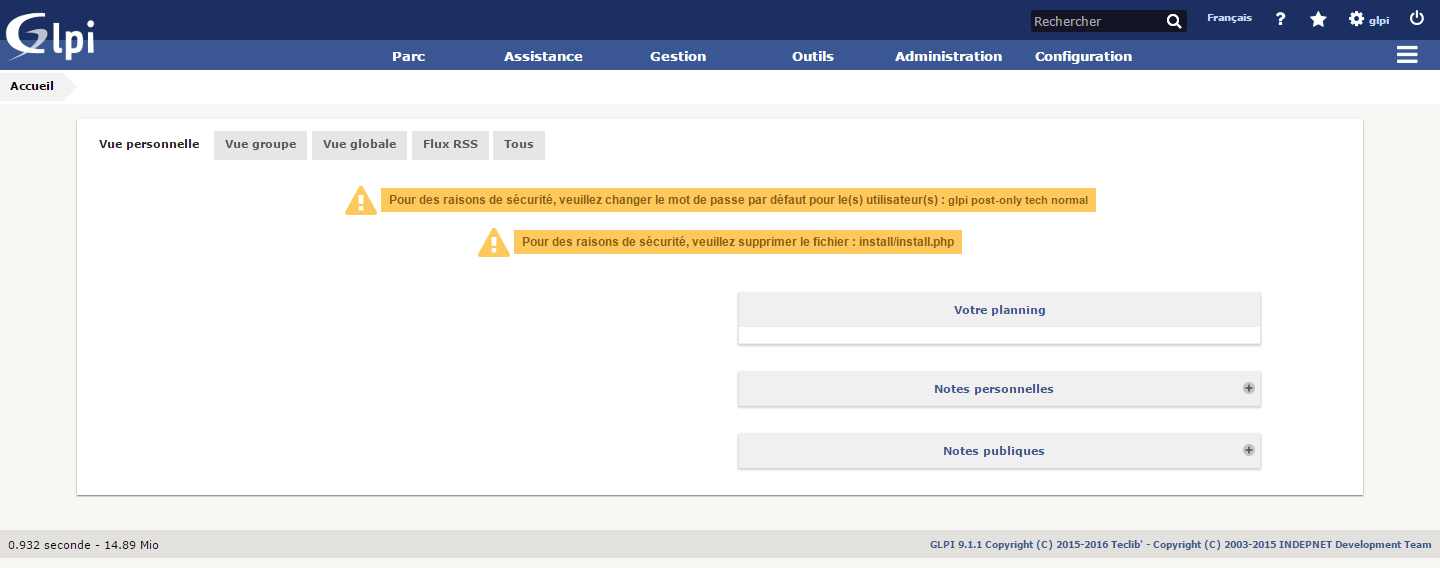 Glpi
Rechercher
Français
?
glpi
Parc
Assistance
Gestion
Outils
Administration
Configuration
Accueil
Vue personnelle
Vue groupe
Vue globale
Flux RSS
Tous
Pour des raisons de sécurité, veuillez changer le mot de passe par défaut pour le(s) utilisateur(s) : glpi post-only tech normal
Pour des raisons de sécurité, veuillez supprimer le fichier : install/install.php
Votre planning
Notes personnelles
Notes publiques
0.932 seconde - 14.89 Mio
GLPI 9.1.1 Copyright (C) 2015-2016 Teclib' - Copyright (C) 2003-2015 INDEPNET Development Team